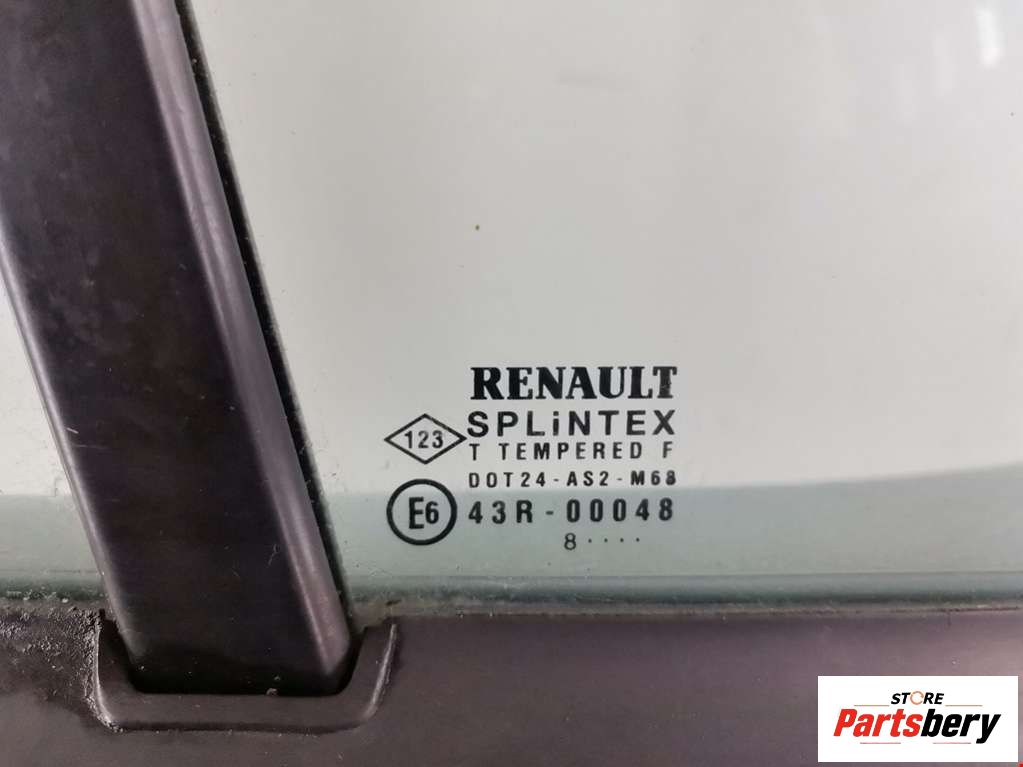 RENAULT
123
SPLiNTEX
T TEMPERED F
DOT24-AS2-M68
E6
43R-00048
8····
STORE
Partsbery